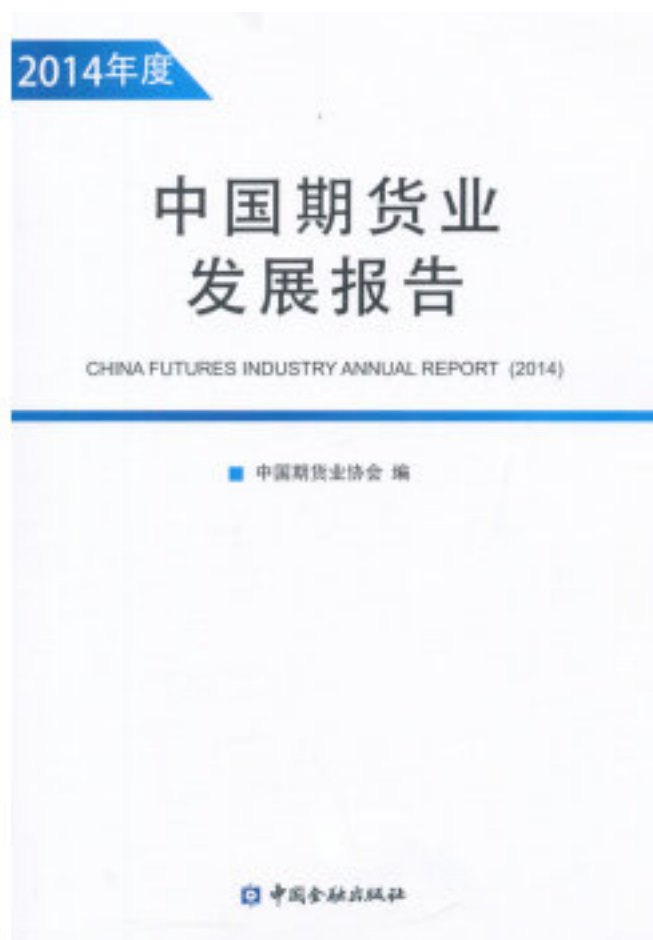 2014年度
中国期货业
发展报告
CHINA FUTURES INDUSTRY ANNUAL REPORT (2014)
中国期货业协会 编
中国金融出版社